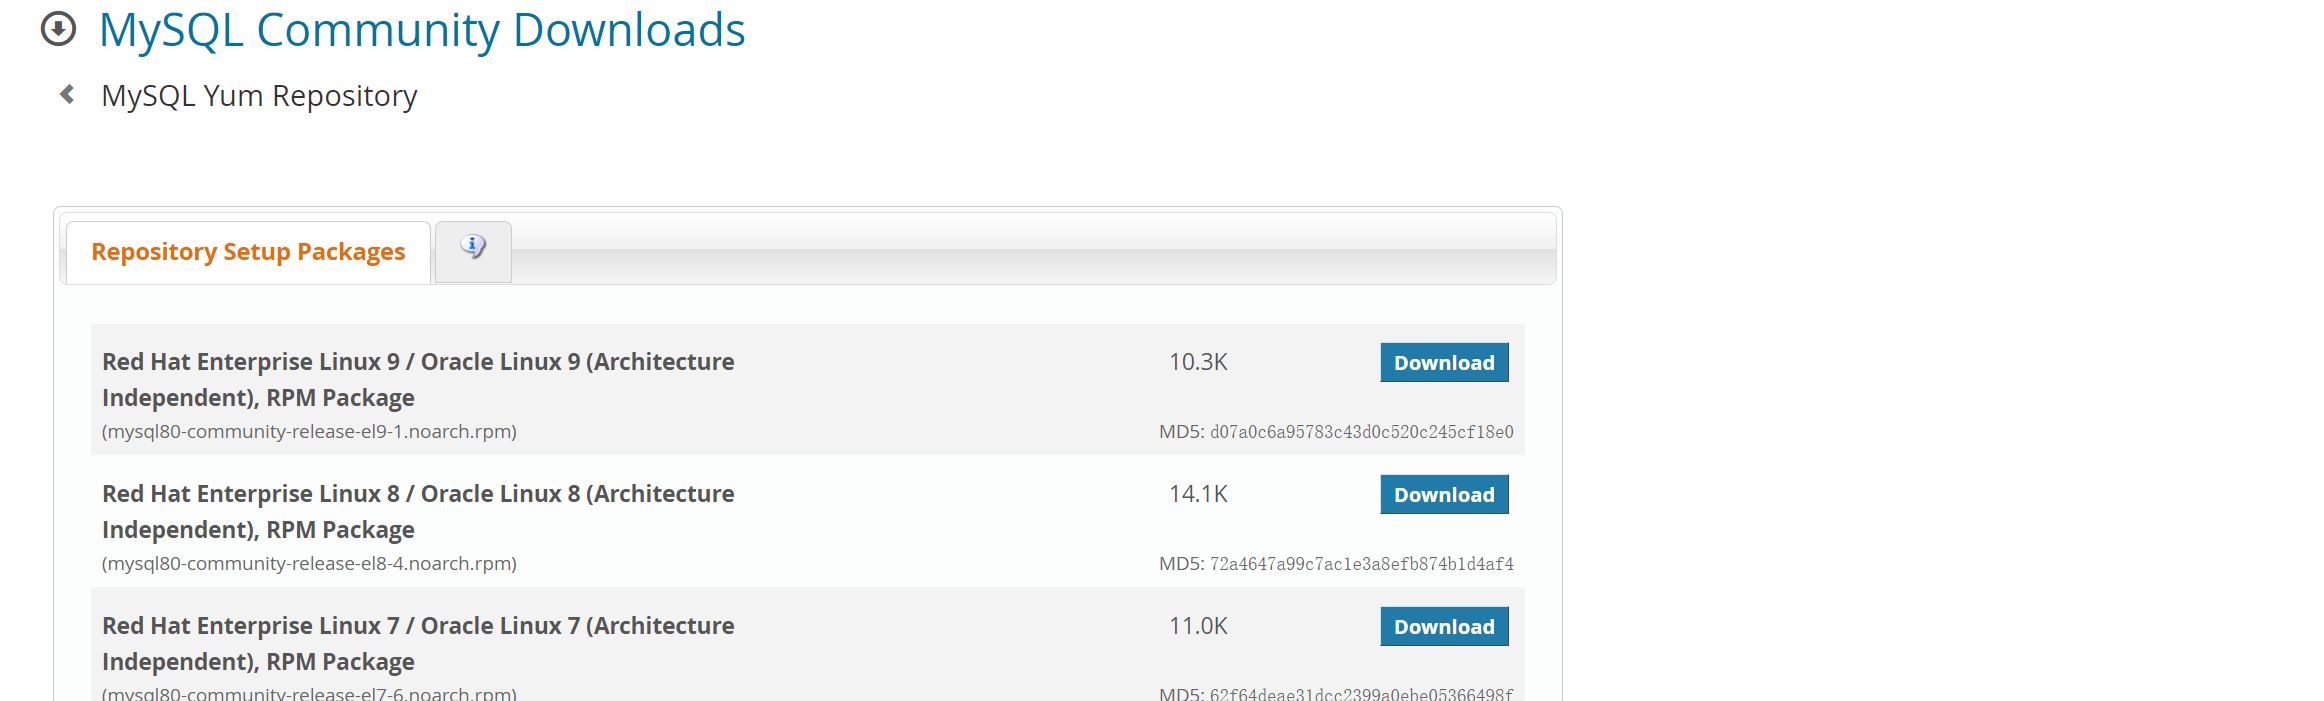 MySQL Community Downloads
MySQL Yum Repository
Repository Setup Packages
Red Hat Enterprise Linux 9 / Oracle Linux 9 (Architecture
Independent), RPM Package
10.3K
Download
(mysql80-community-release-el9-1.noarch.rpm)
MD5: d07a0c6a95783c43d0c520c245cf18e0
Red Hat Enterprise Linux 8 / Oracle Linux 8 (Architecture
Independent), RPM Package
14.1K
Download
(mysql80-community-release-el8-4.noarch.rpm)
MD5: 72a4647a99c7ac1e3a8efb874b1d4af4
Red Hat Enterprise Linux 7 / Oracle Linux 7 (Architecture
Independent), RPM Package
11.0K
Download
(mysql80-community-release-el7-6.noarch.rpm)
MD5: 62f64deae31dcc2399a0ebe05366498f